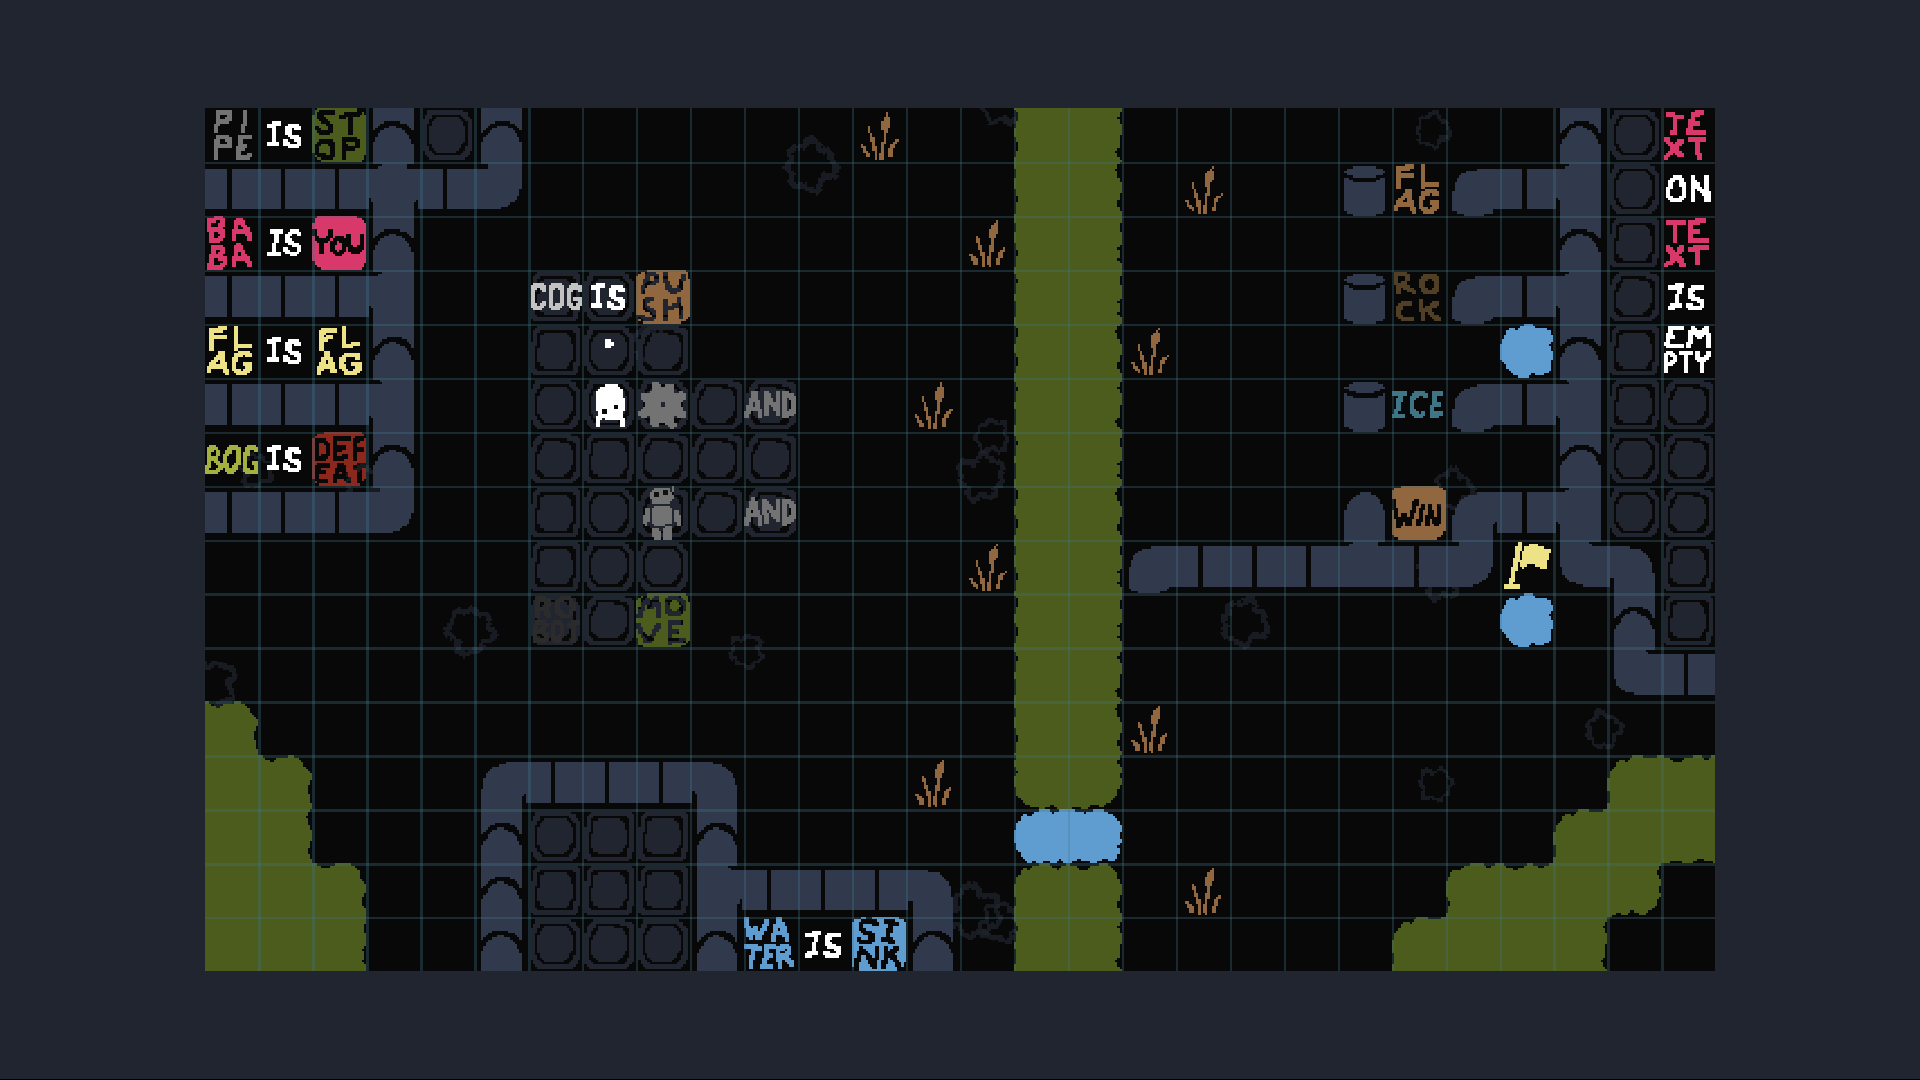 PIPE IS STOP
TEXT
FLAG
ON
BABA IS YOU
TEXT
COG IS PUSH
ROCK
IS
FLAG IS FLAG
EMPTY
AND
ICE
BOG IS DEFEAT
AND
WIN
ROBOT
MOVE
WATER IS SINK